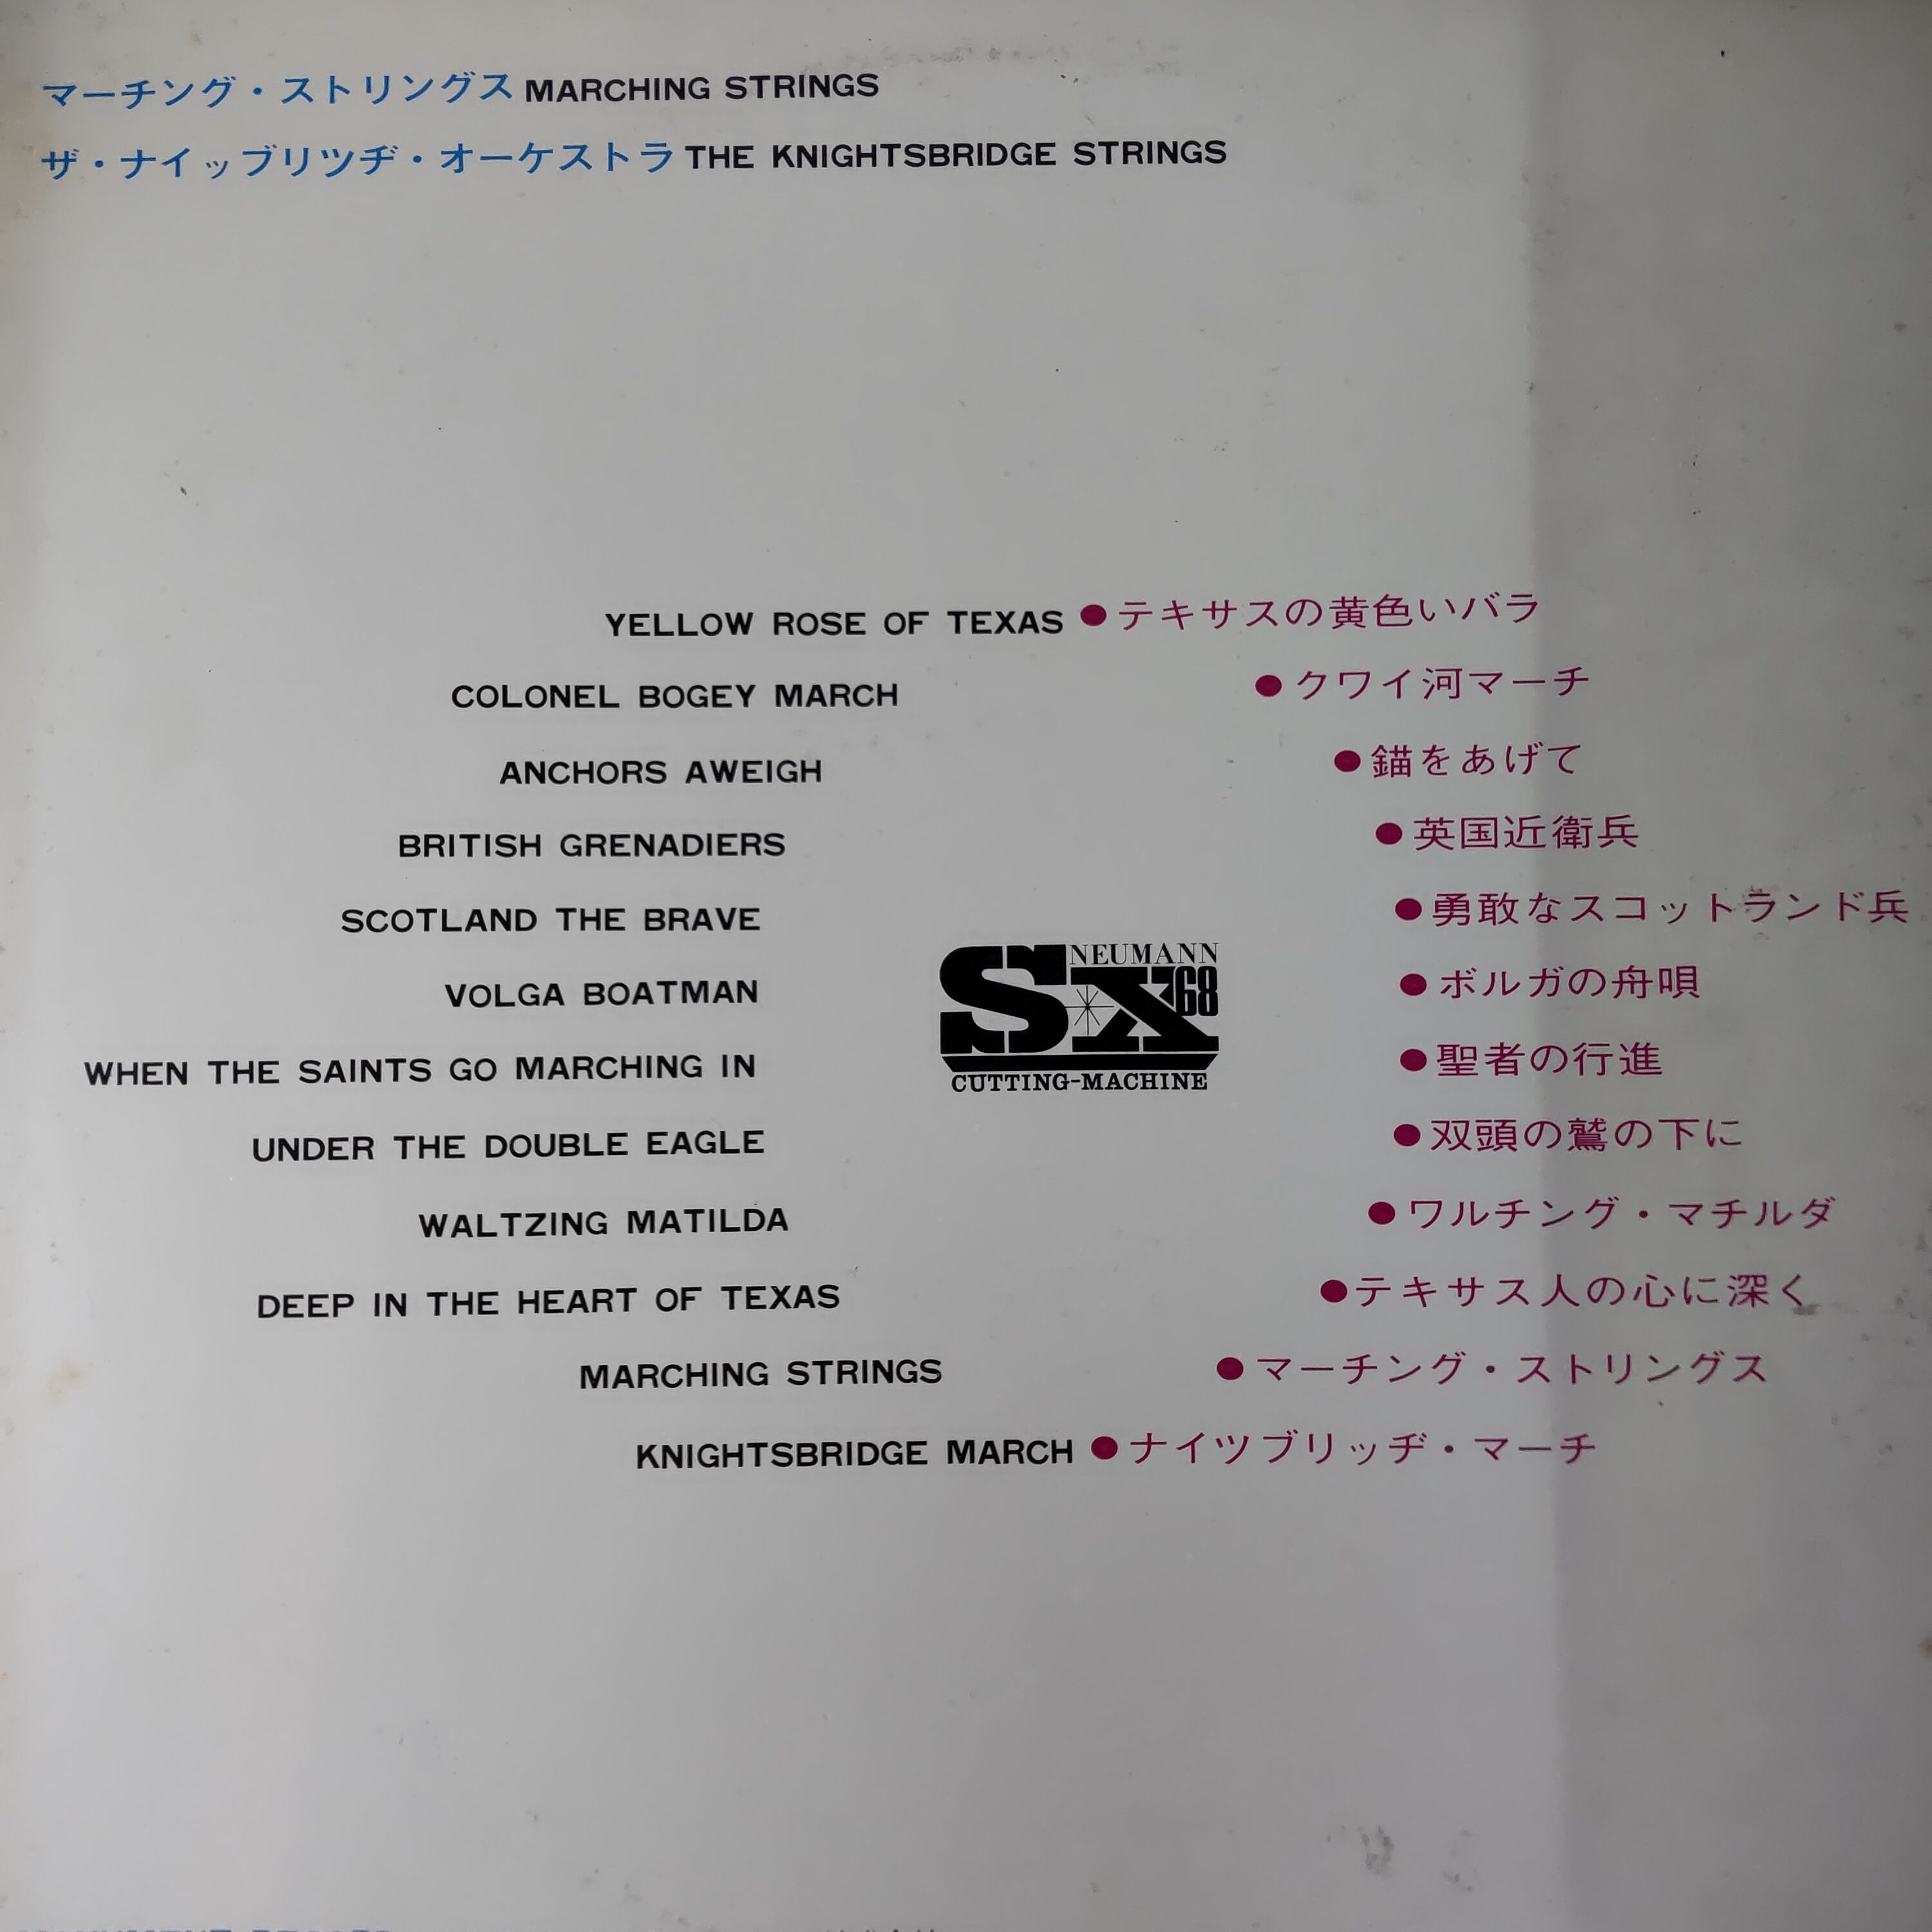 マーチング・ストリングス MARCHING STRINGS
ザ・ナイッブリツヂ・オーケストラ THE KNIGHTSBRIDGE STRINGS
YELLOW ROSE OF TEXAS ●テキサスの黄色いバラ
COLONEL BOGEY MARCH ●クワイ河マーチ
ANCHORS AWEIGH ●錨をあげて
BRITISH GRENADIERS ●英国近衛兵
SCOTLAND THE BRAVE ●勇敢なスコットランド兵
NEUMANN
SX68
CUTTING-MACHINE
VOLGA BOATMAN ●ボルガの舟唄
WHEN THE SAINTS GO MARCHING IN ●聖者の行進
UNDER THE DOUBLE EAGLE ●双頭の鷲の下に
WALTZING MATILDA ●ワルチング・マチルダ
DEEP IN THE HEART OF TEXAS ●テキサス人の心に深く
MARCHING STRINGS ●マーチング・ストリングス
KNIGHTSBRIDGE MARCH ●ナイツブリッヂ・マーチ